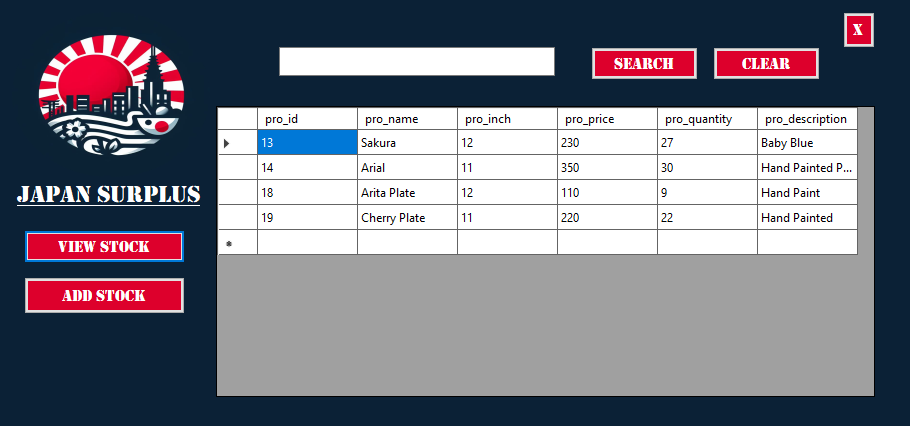 X
SEARCH CLEAR
pro_id pro_name pro_inch pro_price pro_quantity pro_description
13 Sakura 12 230 27 Baby Blue
14 Arial 11 350 30 Hand Painted P...
18 Arita Plate 12 110 9 Hand Paint
19 Cherry Plate 11 220 22 Hand Painted
JAPAN SURPLUS
VIEW STOCK
ADD STOCK